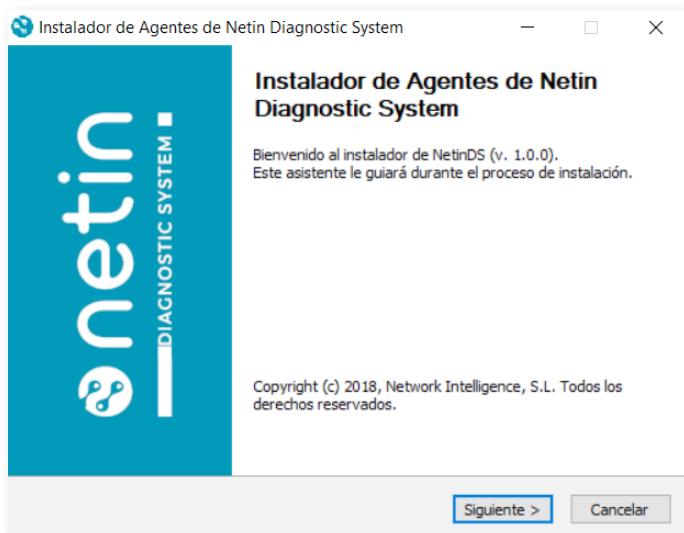 Instalador de Agentes de Netin Diagnostic System
Instalador de Agentes de Netin
Diagnostic System
Bienvenido al instalador de NetinDS (v. 1.0.0).
Este asistente le guiará durante el proceso de instalación.
netin
DIAGNOSTIC SYSTEM
Copyright (c) 2018, Network Intelligence, S.L. Todos los
derechos reservados.
Siguiente >
Cancelar